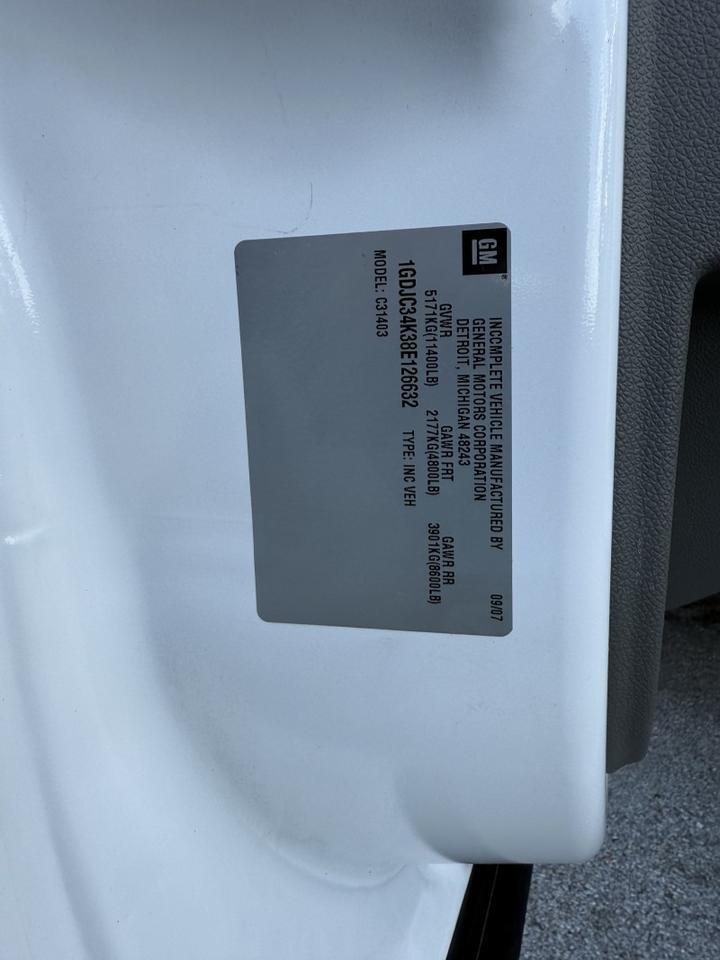 GM
INCOMPLETE VEHICLE MANUFACTURED BY 09/07
GENERAL MOTORS CORPORATION
DETROIT, MICHIGAN 48243
GVWR GAWR FRT GAWR RR
5171KG(11400LB) 2177KG(4800LB) 3901KG(8600LB)
1GDJC34K38E126632 TYPE: INC VEH
MODEL: C31403